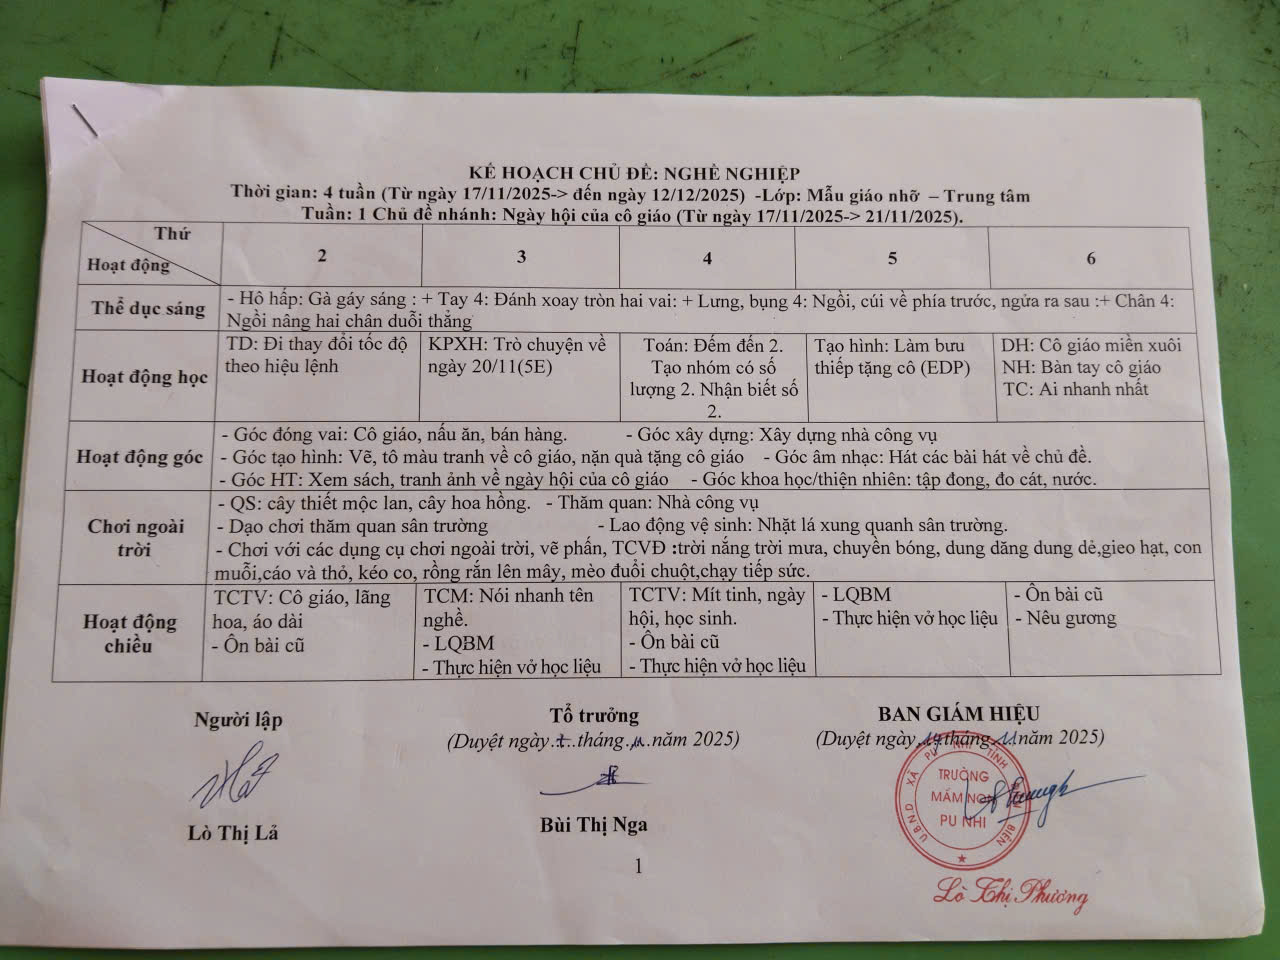 KẾ HOẠCH CHỦ ĐỀ: NGHỀ NGHIỆP
Thời gian: 4 tuần (Từ ngày 17/11/2025-> đến ngày 12/12/2025) -Lớp: Mẫu giáo nhỡ – Trung tâm
Tuần: 1 Chủ đề nhánh: Ngày hội của cô giáo (Từ ngày 17/11/2025-> 21/11/2025).
Thứ
Hoạt động
2
3
4
5
6
Thể dục sáng
- Hô hấp: Gà gáy sáng : + Tay 4: Đánh xoay tròn hai vai: + Lưng, bụng 4: Ngồi, cúi về phía trước, ngửa ra sau :+ Chân 4:
Ngồi nâng hai chân duỗi thẳng
Hoạt động học
TD: Đi thay đổi tốc độ
theo hiệu lệnh
KPXH: Trò chuyện về
ngày 20/11(5E)
Toán: Đếm đến 2.
Tạo nhóm có số
lượng 2. Nhận biết số
2.
Tạo hình: Làm bưu
thiếp tặng cô (EDP)
DH: Cô giáo miền xuôi
NH: Bàn tay cô giáo
TC: Ai nhanh nhất
Hoạt động góc
- Góc đóng vai: Cô giáo, nấu ăn, bán hàng. - Góc xây dựng: Xây dựng nhà công vụ
- Góc tạo hình: Vẽ, tô màu tranh về cô giáo, nặn quà tặng cô giáo - Góc âm nhạc: Hát các bài hát về chủ đề.
- Góc HT: Xem sách, tranh ảnh về ngày hội của cô giáo - Góc khoa học/thiện nhiên: tập đong, đo cát, nước.
Chơi ngoài
trời
- QS: cây thiết mộc lan, cây hoa hồng. - Thăm quan: Nhà công vụ
- Dạo chơi thăm quan sân trường - Lao động vệ sinh: Nhặt lá xung quanh sân trường.
- Chơi với các dụng cụ chơi ngoài trời, vẽ phấn, TCVĐ :trời nắng trời mưa, chuyền bóng, dung dăng dung dẻ,gieo hạt, con
muỗi,cáo và thỏ, kéo co, rồng rắn lên mây, mèo đuổi chuột,chạy tiếp sức.
Hoạt động
chiều
TCTV: Cô giáo, lãng
hoa, áo dài
- Ôn bài cũ
TCM: Nói nhanh tên
nghề.
- LQBM
- Thực hiện vở học liệu
TCTV: Mít tinh, ngày
hội, học sinh.
- Ôn bài cũ
- Thực hiện vở học liệu
- LQBM
- Thực hiện vở học liệu
- Ôn bài cũ
- Nêu gương
Người lập
Tổ trưởng
BAN GIÁM HIỆU
(Duyệt ngày tháng 11 năm 2025)
(Duyệt ngày 14 tháng 11 năm 2025)
U.B.N.D XÃ PU NHI TỈNH ĐIỆN BIÊN
TRƯỜNG
MẦM NON
PU NHI
Lò Thị Lả
Bùi Thị Nga
Lò Thị Phương
1